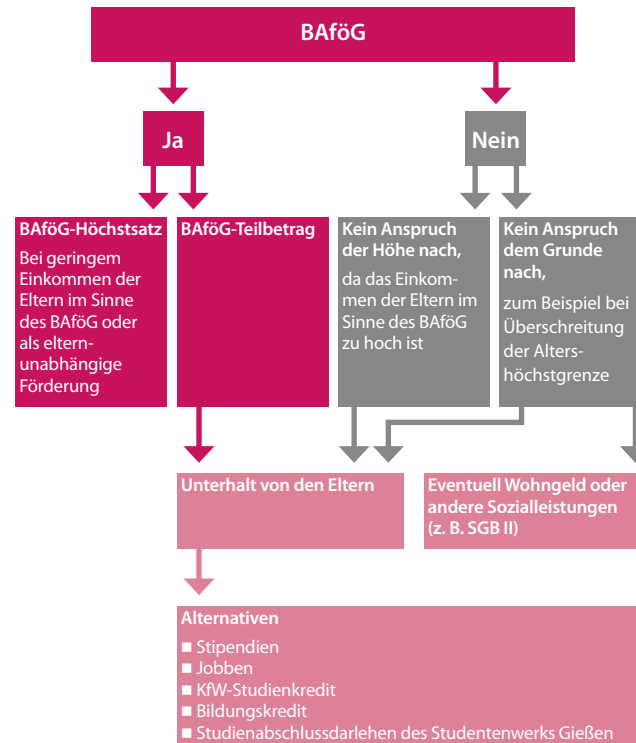 BAföG
Ja
Nein
BAföG-Höchstsatz
Bei geringem
Einkommen der
Eltern im Sinne
des BAföG oder
als eltern-
unabhängige
Förderung
BAföG-Teilbetrag
Kein Anspruch
der Höhe nach,
da das Einkom-
men der Eltern im
Sinne des BAföG
zu hoch ist
Kein Anspruch
dem Grunde
nach,
zum Beispiel bei
Überschreitung
der Alters-
höchstgrenze
Unterhalt von den Eltern
Eventuell Wohngeld oder
andere Sozialleistungen
(z. B. SGB II)
Alternativen
■ Stipendien
■ Jobben
■ KfW-Studienkredit
■ Bildungskredit
■ Studienabschlussdarlehen des Studentenwerks Gießen